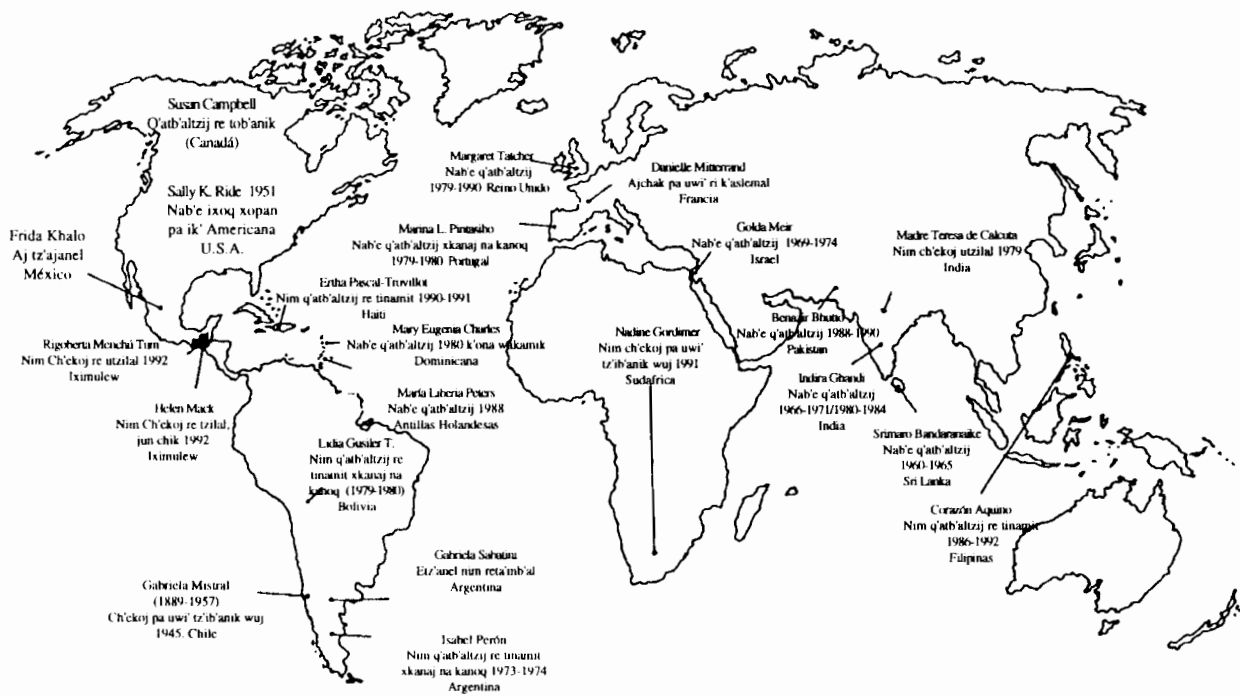 Susan Campbell
Q'atb'altzij re tob'anik
(Canadá)
Sally K. Ride 1951
Nab'e ixoq xopan
pa ik' Americana
U.S.A.
Frida Khalo
Aj tz'ajanel
México
Margaret Tatcher
Nab'e q'atb'altzij
1979-1990 Reino Unido
Danielle Mitterrand
Ajchak pa uwi' ri k'aslemal
Francia
Marina L. Pintasilho
Nab'e q'atb'altzij xkanaj na kanoq
1979-1980 Portugal
Golda Meir
Nab'e q'atb'altzij 1969-1974
Israel
Madre Teresa de Calcuta
Nim ch'ekoj utzilal 1979
India
Ertha Pascal-Truvillot
Nim q'atb'altzij re tinamit 1990-1991
Haiti
Mary Eugenia Charles
Nab'e q'atb'altzij 1980 k'ona wakamik
Dominicana
María Liberia Peters
Nab'e q'atb'altzij 1988
Antillas Holandesas
Nadine Gordimer
Nim ch'ekoj pa uwi'
tz'ib'anik wuj 1991
Sudafrica
Benazir Bhutto
Nab'e q'atb'altzij 1988-1990
Pakistan
Indira Ghandi
Nab'e q'atb'altzij
1966-1971/1980-1984
India
Srimaro Bandaranaike
Nab'e q'atb'altzij
1960-1965
Sri Lanka
Corazón Aquino
Nim q'atb'altzij re tinamit
1986-1992
Filipinas
Rigoberta Menchú Tum
Nim Ch'ekoj re utzilal 1992
Iximulew
Helen Mack
Nim Ch'ekoj re tzilal,
jun chik 1992
Iximulew
Lidia Gusler T.
Nim q'atb'altzij re
tinamit xkanaj na
kanoq (1979-1980)
Bolivia
Gabriela Sabatini
Etz'anel nim reta'mb'al
Argentina
Gabriela Mistral
(1889-1957)
Ch'ekoj pa uwi' tz'ib'anik wuj
1945. Chile
Isabel Perón
Nim q'atb'altzij re tinamit
xkanaj na kanoq 1973-1974
Argentina